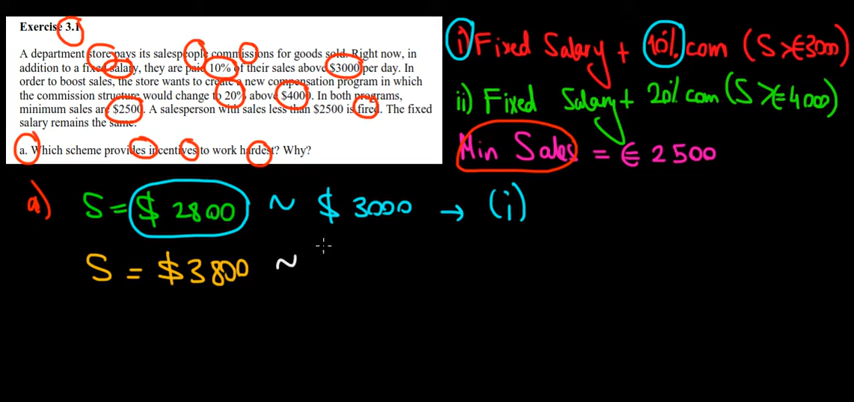 Exercise 3.1
A department store pays its salespeople commissions for goods sold. Right now, in
addition to a fixed salary, they are paid 10% of their sales above $3000 per day. In
order to boost sales, the store wants to create a new compensation program in which
the commission structure would change to 20% above $4000. In both programs,
minimum sales are $2500. A salesperson with sales less than $2500 is fired. The fixed
salary remains the same.
a. Which scheme provides incentives to work hardest? Why?
i) Fixed Salary + 10% com (S > €3000)
ii) Fixed Salary + 20% com (S > €4000)
Min Sales = € 2500
a) S = $ 2800 ~ $ 3000 → (i)
S = $3800 ~